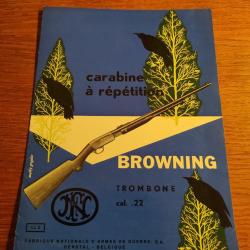 carabine
à répétition
BROWNING
TROMBONE
cal. .22
FN
FABRIQUE NATIONALE D'ARMES DE GUERRE, S.A.
HERSTAL - BELGIQUE